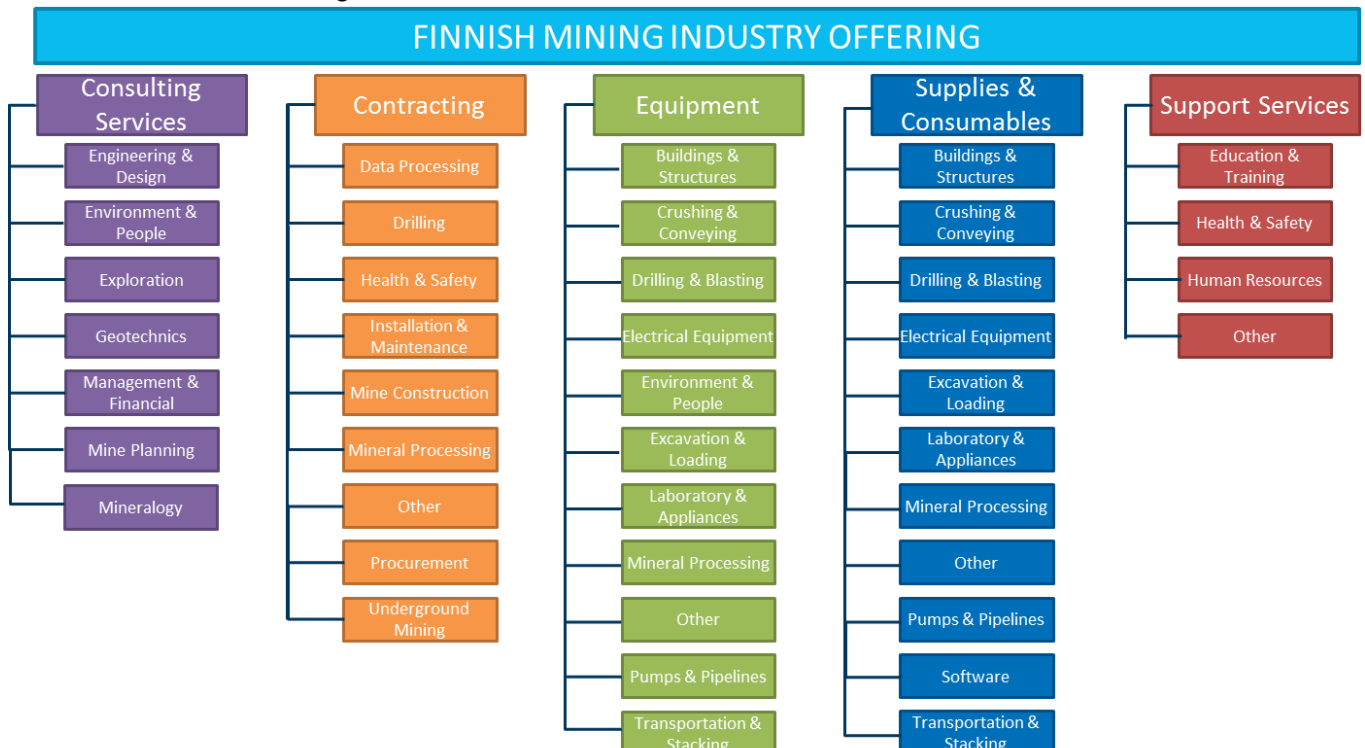 FINNISH MINING INDUSTRY OFFERING
Consulting
Services
Engineering &
Design
Environment &
People
Exploration
Geotechnics
Management &
Financial
Mine Planning
Mineralogy
Contracting
Data Processing
Drilling
Health & Safety
Installation &
Maintenance
Mine Construction
Mineral Processing
Other
Procurement
Underground
Mining
Equipment
Buildings &
Structures
Crushing &
Conveying
Drilling & Blasting
Electrical Equipment
Environment &
People
Excavation &
Loading
Laboratory &
Appliances
Mineral Processing
Other
Pumps & Pipelines
Transportation &
Stacking
Supplies &
Consumables
Buildings &
Structures
Crushing &
Conveying
Drilling & Blasting
Electrical Equipment
Excavation &
Loading
Laboratory &
Appliances
Mineral Processing
Other
Pumps & Pipelines
Software
Transportation &
Stacking
Support Services
Education &
Training
Health & Safety
Human Resources
Other